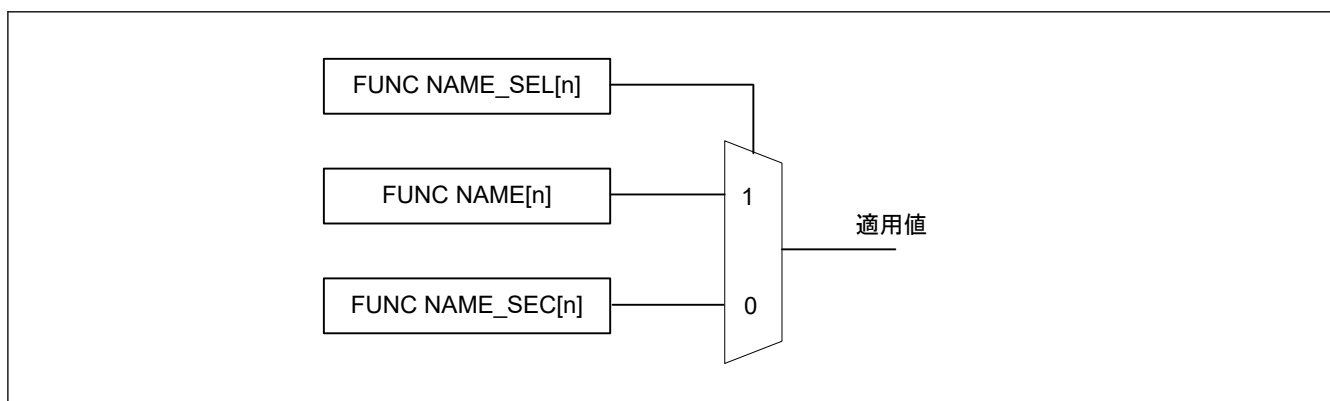 FUNC NAME_SEL[n]
FUNC NAME[n]
1
適用値
FUNC NAME_SEC[n]
0